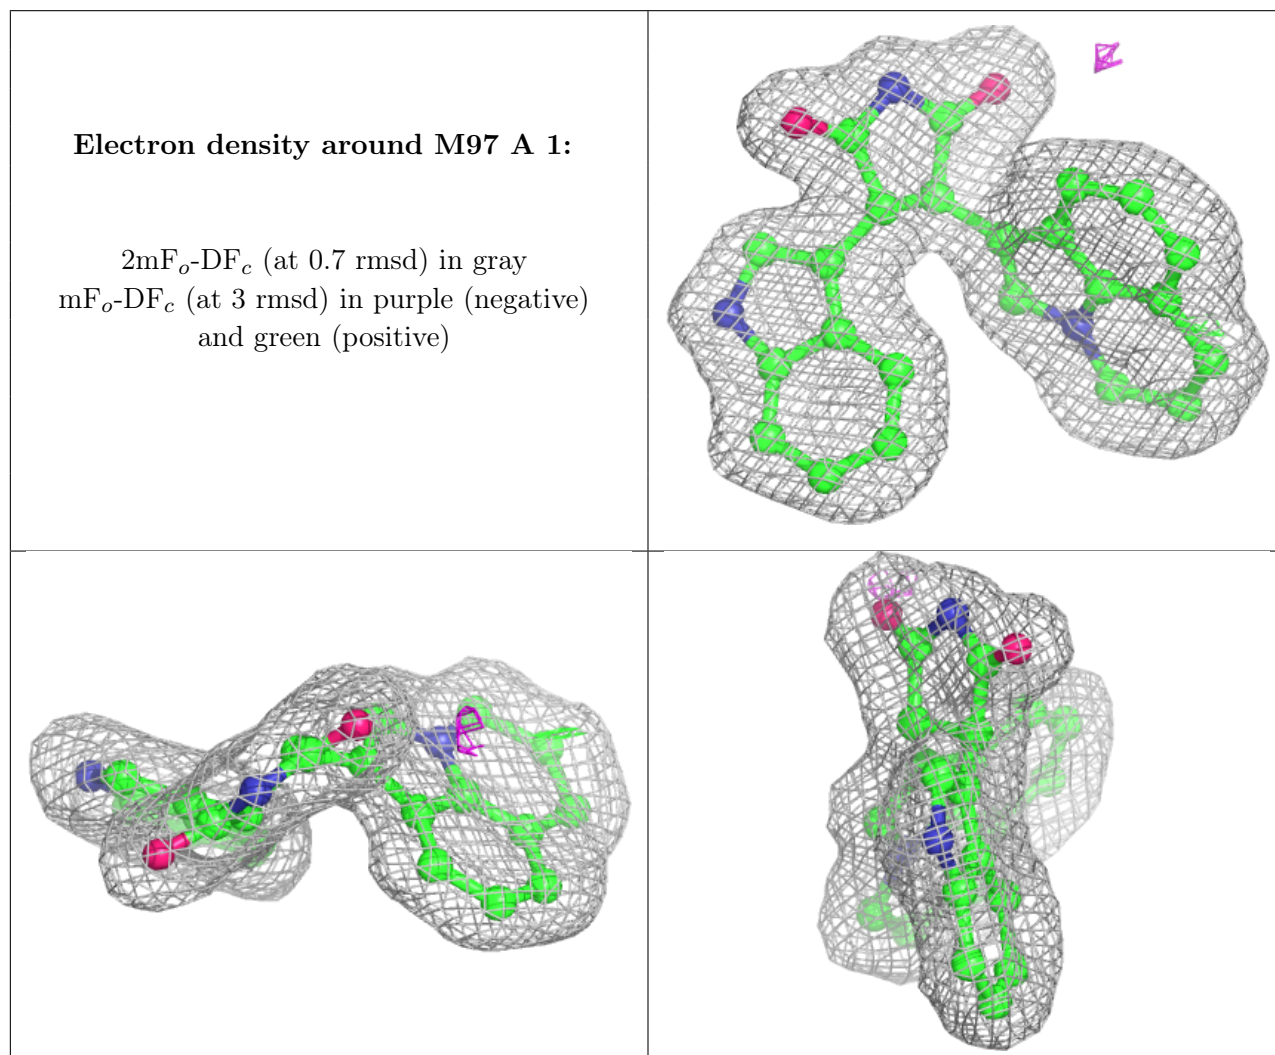 Electron density around M97 A 1:
2mFo-DFc (at 0.7 rmsd) in gray
mFo-DFc (at 3 rmsd) in purple (negative)
and green (positive)